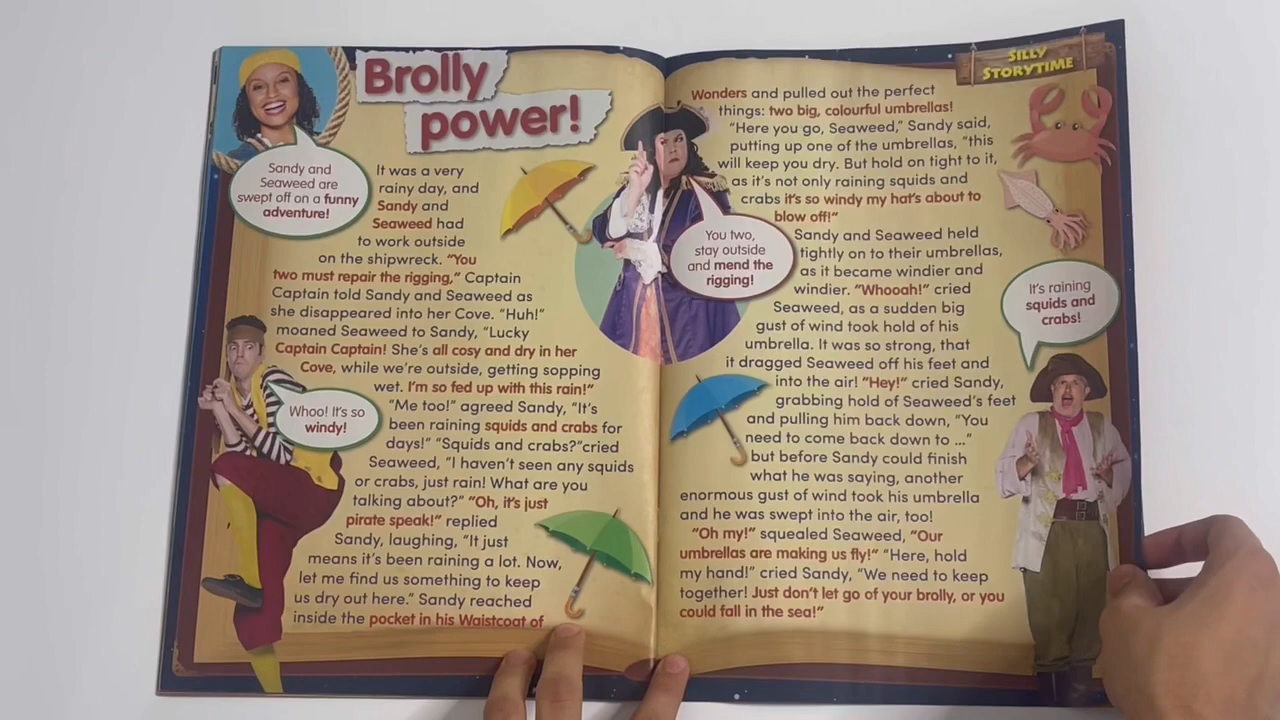 Brolly
power!
Sandy and
Seaweed are
swept off on a funny
adventure!
It was a very
rainy day, and
Sandy and
Seaweed had
to work outside
on the shipwreck. “You
two must repair the rigging,” Captain
Captain told Sandy and Seaweed as
she disappeared into her Cove. “Huh!”
moaned Seaweed to Sandy, “Lucky
Captain Captain! She’s all cosy and dry in her
Cove, while we’re outside, getting sopping
wet. I’m so fed up with this rain!”
“Me too!” agreed Sandy, “It’s
been raining squids and crabs for
days!” “Squids and crabs?”cried
Seaweed, “I haven’t seen any squids
or crabs, just rain! What are you
talking about?” “Oh, it’s just
pirate speak!” replied
Sandy, laughing, “It just
means it’s been raining a lot. Now,
let me find us something to keep
us dry out here.” Sandy reached
inside the pocket in his Waistcoat of
Whoo! It’s so
windy!
You two,
stay outside
and mend the
rigging!
SILLY
STORYTIME
Wonders and pulled out the perfect
things: two big, colourful umbrellas!
“Here you go, Seaweed,” Sandy said,
putting up one of the umbrellas, “this
will keep you dry. But hold on tight to it,
as it’s not only raining squids and
crabs it’s so windy my hat’s about to
blow off!”
Sandy and Seaweed held
tightly on to their umbrellas,
as it became windier and
windier. “Whooah!” cried
Seaweed, as a sudden big
gust of wind took hold of his
umbrella. It was so strong, that
it dragged Seaweed off his feet and
into the air! “Hey!” cried Sandy,
grabbing hold of Seaweed’s feet
and pulling him back down, “You
need to come back down to ...”
but before Sandy could finish
what he was saying, another
enormous gust of wind took his umbrella
and he was swept into the air, too!
“Oh my!” squealed Seaweed, “Our
umbrellas are making us fly!” “Here, hold
my hand!” cried Sandy, “We need to keep
together! Just don’t let go of your brolly, or you
could fall in the sea!”
It’s raining
squids and
crabs!